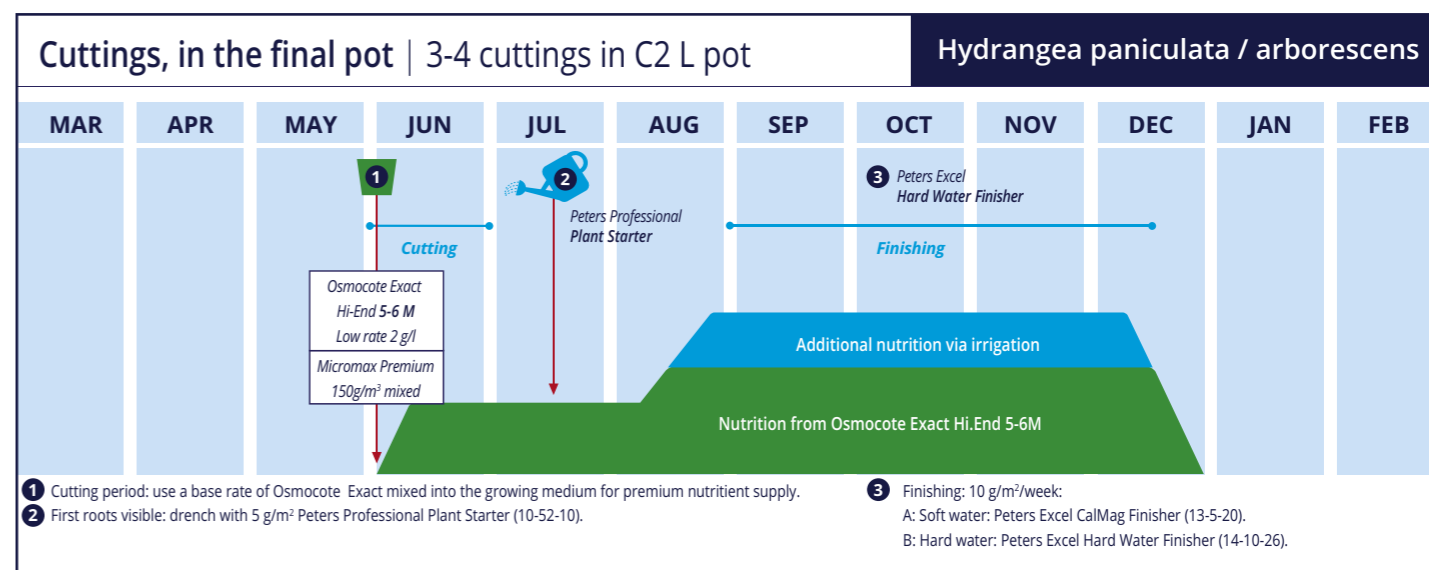 Cuttings, in the final pot | 3-4 cuttings in C2 L pot
Hydrangea paniculata / arborescens
MAR APR MAY JUN JUL AUG SEP OCT NOV DEC JAN FEB
1
2
Peters Professional
Plant Starter
3 Peters Excel
Hard Water Finisher
Cutting
Finishing
Osmocote Exact
Hi-End 5-6 M
Low rate 2 g/l
Micromax Premium
150g/m³ mixed
Additional nutrition via irrigation
Nutrition from Osmocote Exact Hi.End 5-6M
1 Cutting period: use a base rate of Osmocote Exact mixed into the growing medium for premium nutritient supply.
2 First roots visible: drench with 5 g/m² Peters Professional Plant Starter (10-52-10).
3 Finishing: 10 g/m²/week:
A: Soft water: Peters Excel CalMag Finisher (13-5-20).
B: Hard water: Peters Excel Hard Water Finisher (14-10-26).